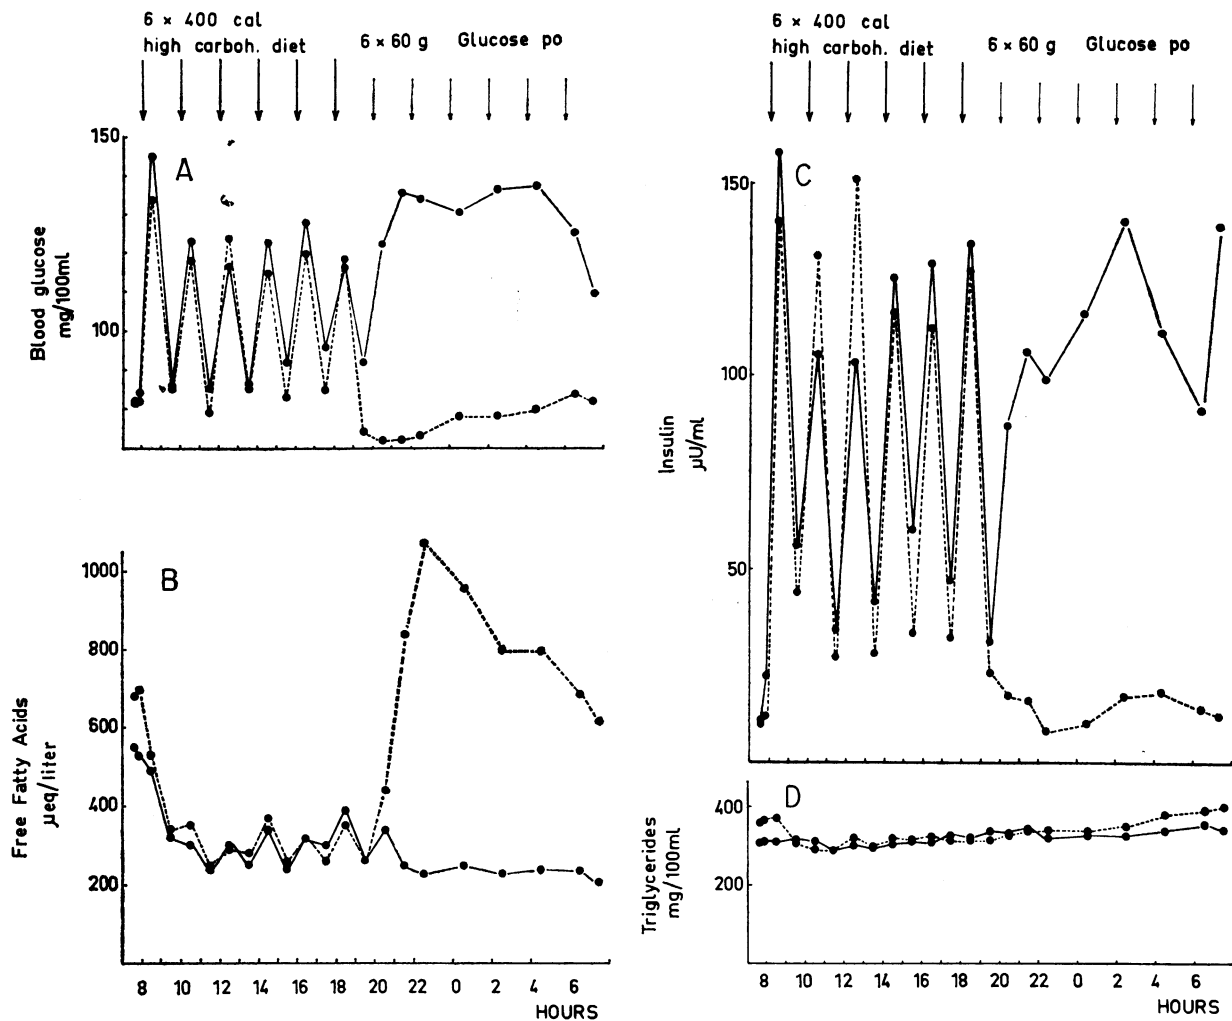 6 × 400 cal
high carboh. diet
6 × 60 g Glucose po
A
Blood glucose
mg/100ml
150
100
B
Free Fatty Acids
µeq/liter
1000
800
600
400
200
8 10 12 14 16 18 20 22 0 2 4 6
HOURS
6 × 400 cal
high carboh. diet
6 × 60 g Glucose po
C
Insulin
µU/ml
150
100
50
D
Triglycerides
mg/100ml
400
200
8 10 12 14 16 18 20 22 0 2 4 6
HOURS